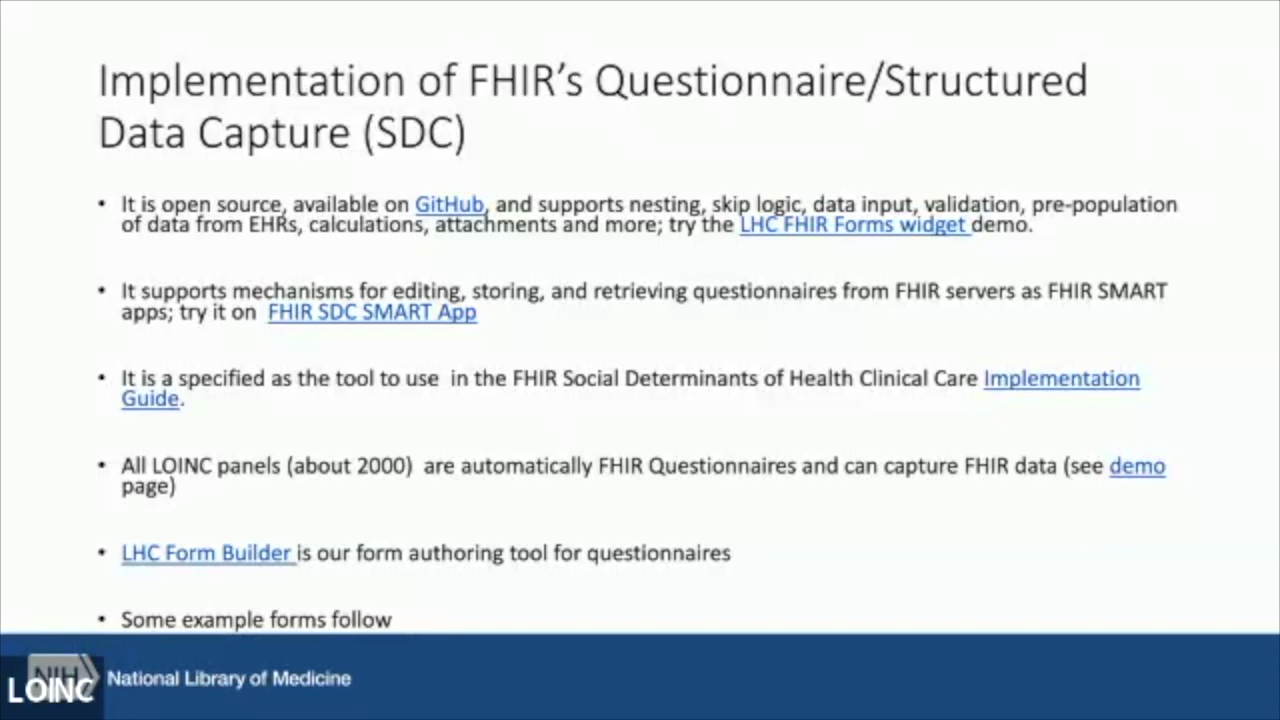 Implementation of FHIR's Questionnaire/Structured
Data Capture (SDC)
• It is open source, available on GitHub, and supports nesting, skip logic, data input, validation, pre-population
of data from EHRs, calculations, attachments and more; try the LHC FHIR Forms widget demo.
• It supports mechanisms for editing, storing, and retrieving questionnaires from FHIR servers as FHIR SMART
apps; try it on FHIR SDC SMART App
• It is a specified as the tool to use in the FHIR Social Determinants of Health Clinical Care Implementation
Guide.
• All LOINC panels (about 2000) are automatically FHIR Questionnaires and can capture FHIR data (see demo
page)
• LHC Form Builder is our form authoring tool for questionnaires
• Some example forms follow
NIH National Library of Medicine
LOINC